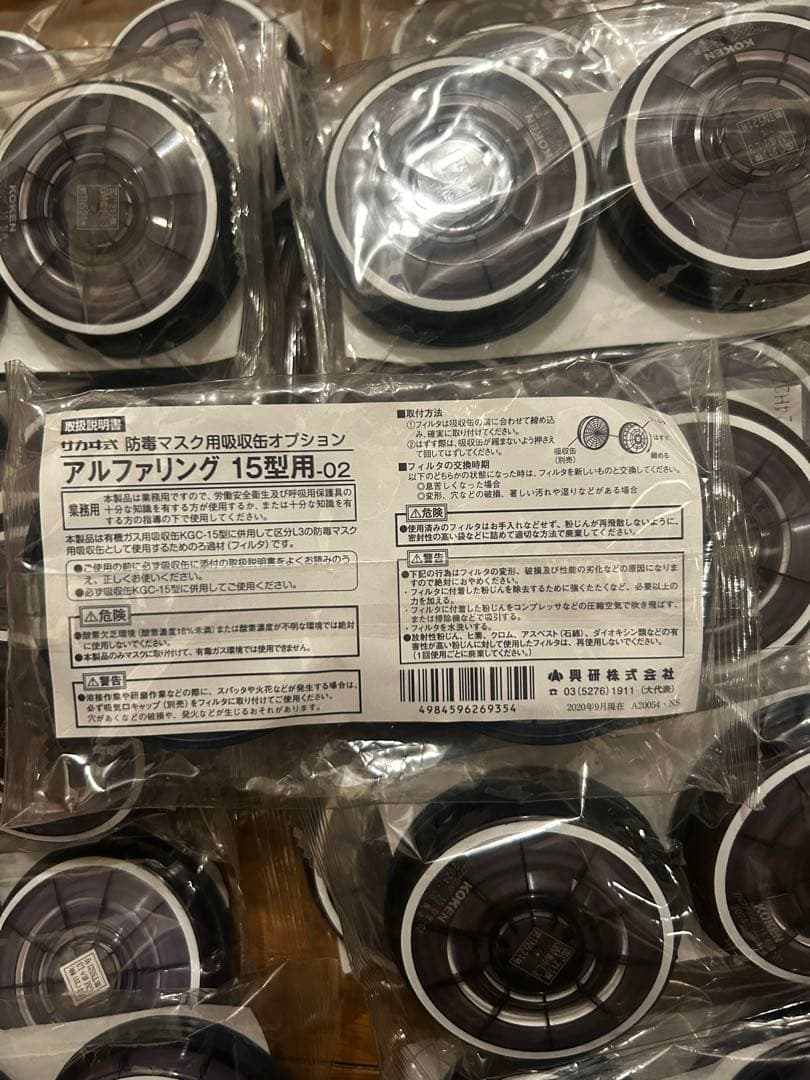 KOKEN
KOKEN
KOKEN
取扱説明書
サカヰ式 防毒マスク用吸収缶オプション
アルファリング 15型用-02
業務用
本製品は業務用ですので、労働安全衛生及び呼吸用保護具の
十分な知識を有する方が使用するか、または十分な知識を有
する方の指導の下で使用してください。
本製品は有機ガス用吸収缶KGC-15型に併用して区分L3の防毒マスク
用吸収缶として使用するためのろ過材(フィルタ)です。
●ご使用の前に必ず吸収缶に添付の取扱説明書をよくお読みのう
え、正しくお使いください。
●必ず吸収缶KGC-15型に併用してご使用ください。
⚠危険
●酸素欠乏環境(酸素濃度18%未満)または酸素濃度が不明な環境では絶対
に使用しないでください。
●本製品のみマスクに取り付けて、有毒ガス環境では使用できません。
⚠警告
●溶接作業や研磨作業などの際に、スパッタや火花などが発生する場合は、
必ず吸気口キャップ(別売)をフィルタに取り付けてご使用ください。
穴があくなどの破損や、発火などが生じるおそれがあります。
■取付方法
①フィルタは吸収缶の溝に合わせて締め込
み、確実に取り付けてください。
②はずす際は、吸収缶が緩まないよう押さえ
て回してはずしてください。
吸収缶
(別売)
はずす
締める
■フィルタの交換時期
以下のどちらかの状態になった時は、フィルタを新しいものと交換してください。
◎息苦しくなった場合
◎変形、穴などの破損、著しい汚れや湿りなどがある場合
⚠危険
●使用済みのフィルタはお手入れなどせず、粉じんが再飛散しないように、
密封性の高い袋などに詰めて適切な方法で廃棄してください。
⚠警告
●下記の行為はフィルタの変形、破損及び性能の劣化などの原因になりま
すので絶対におやめください。
・フィルタに付着した粉じんを除去するために強くたたくなど、必要以上の
力を加える。
・フィルタに付着した粉じんをコンプレッサなどの圧縮空気で吹き飛ばす、
または掃除機などで吸引する。
・フィルタを水洗いする。
●放射性粉じん、ヒ素、クロム、アスベスト(石綿)、ダイオキシン類などの有
害性が高い粉じんに対して使用したフィルタは、再使用しないでください。
(1回使用ごとに廃棄してください。)
4984596269354
興研株式会社
☎ 03(5276)1911 (大代表)
2020年9月現在 A20054・NS
KOKEN
KOKEN